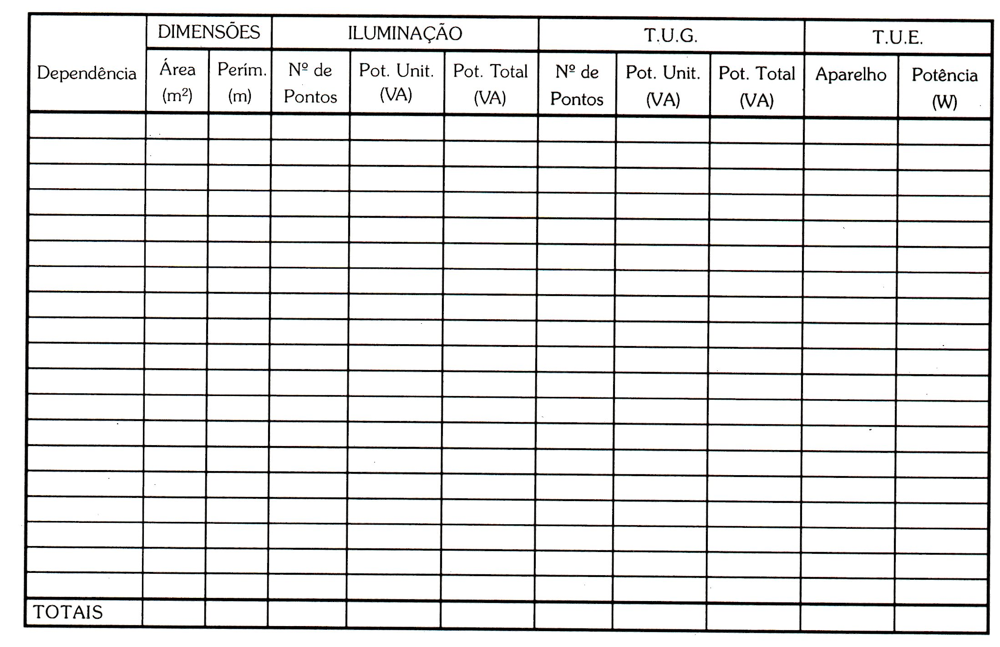 DIMENSÕES ILUMINAÇÃO T.U.G. T.U.E.
Dependência Área Perím. Nº de Pot. Unit. Pot. Total Nº de Pot. Unit. Pot. Total Aparelho Potência
(m²) (m) Pontos (VA) (VA) Pontos (VA) (VA) (W)
TOTAIS